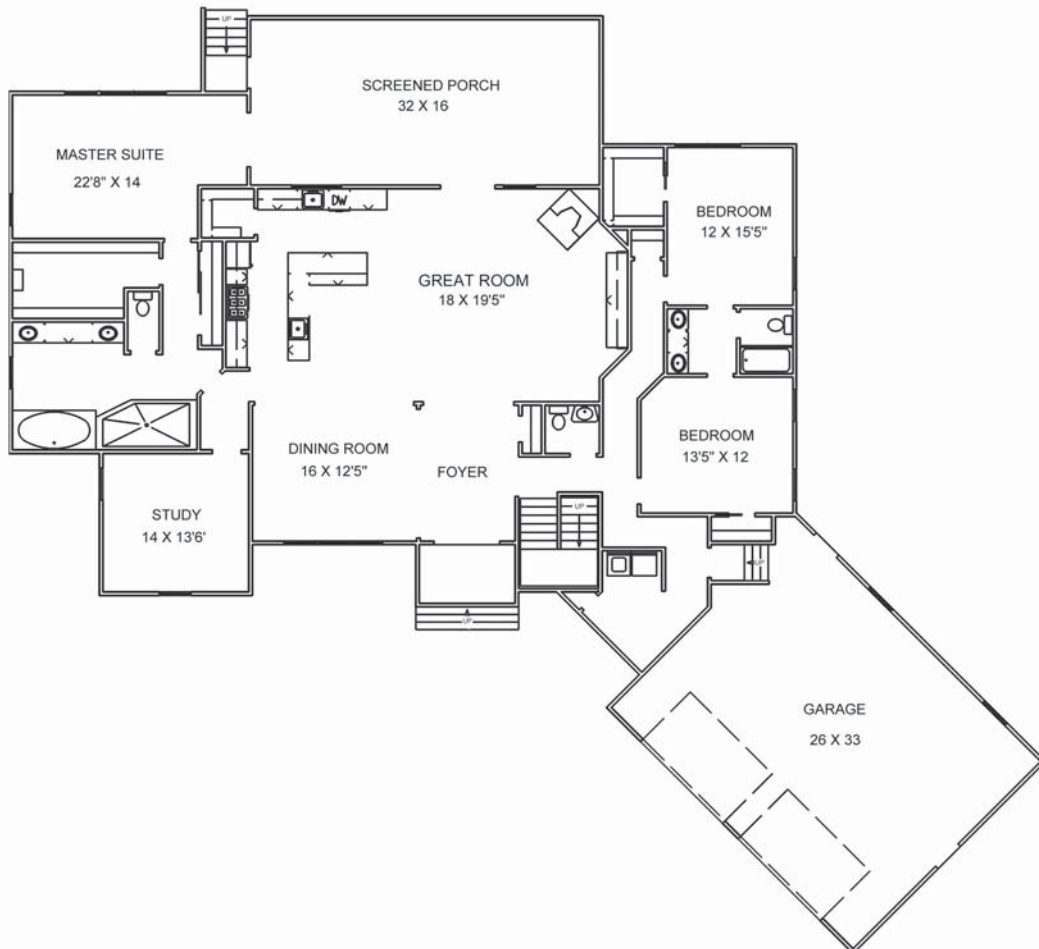 UP
SCREENED PORCH
32 X 16
MASTER SUITE
22'8" X 14
DW
BEDROOM
12 X 15'5"
GREAT ROOM
18 X 19'5"
DINING ROOM
16 X 12'5"
FOYER
BEDROOM
13'5" X 12
STUDY
14 X 13'6'
UP
UP
UP
GARAGE
26 X 33